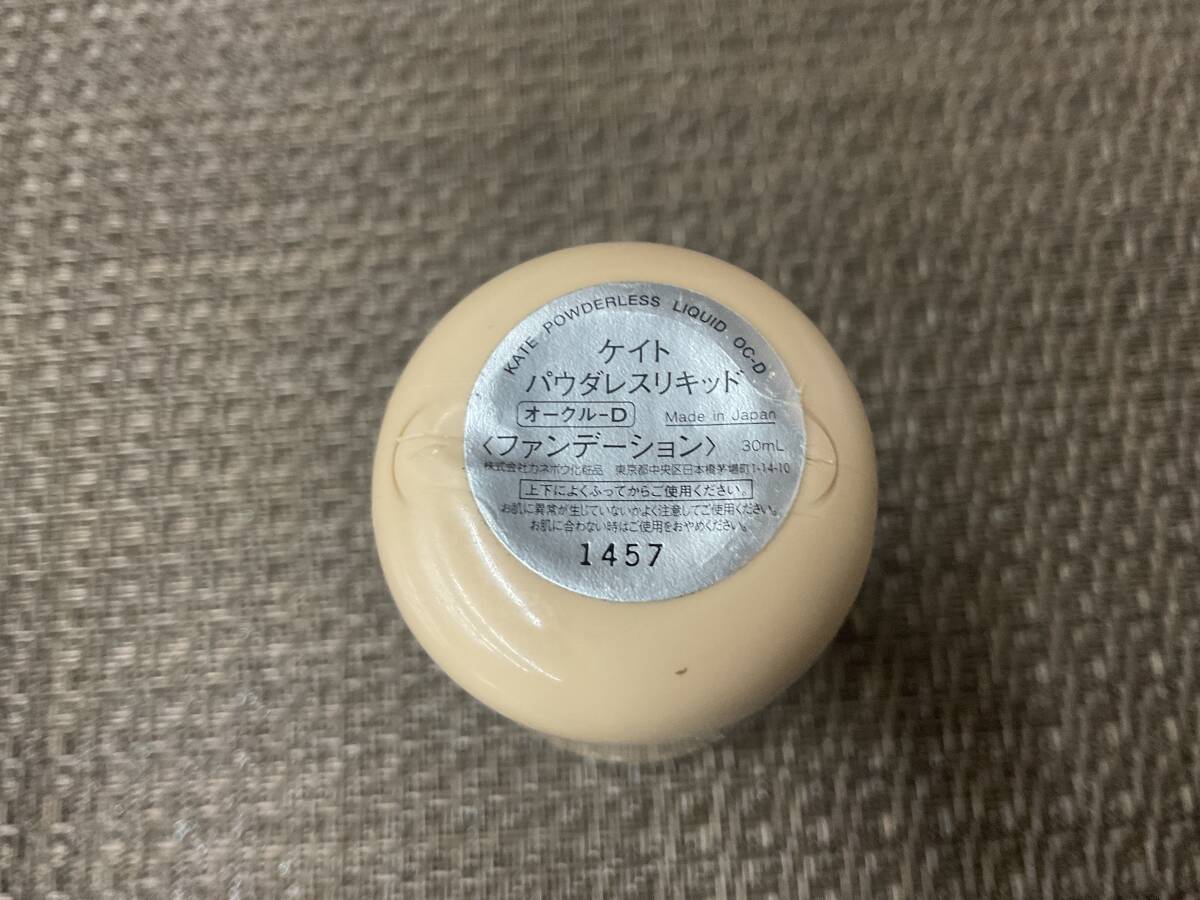 KATE POWDERLESS LIQUID OC-D
ケイト
パウダレスリキッド
オークル-D Made in Japan
〈ファンデーション〉 30mL
株式会社カネボウ化粧品 東京都中央区日本橋茅場町1-14-10
上下によくふってからご使用ください。
お肌に異常が生じていないかよく注意してご使用ください。
お肌に合わない時はご使用をおやめください。
1457